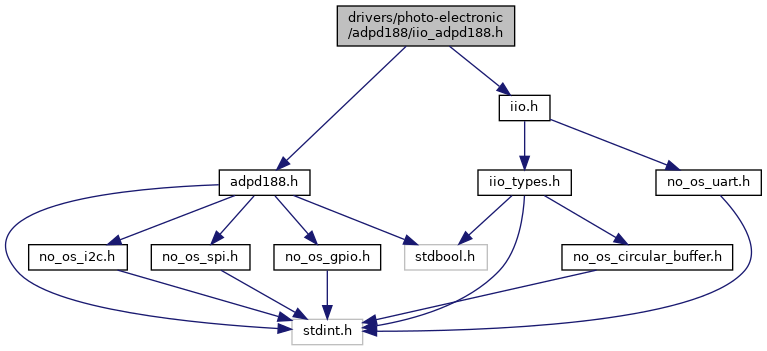 drivers/photo-electronic
/adpd188/iio_adpd188.h
iio.h
adpd188.h
iio_types.h
no_os_uart.h
no_os_i2c.h
no_os_spi.h
no_os_gpio.h
stdbool.h
no_os_circular_buffer.h
stdint.h